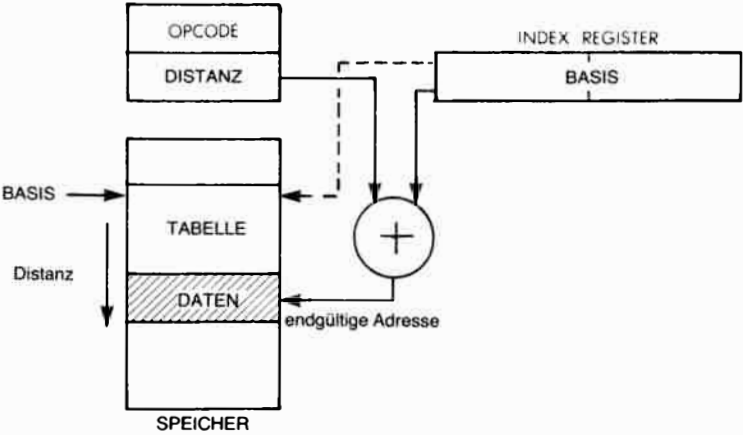 OPCODE
INDEX REGISTER
DISTANZ
BASIS
BASIS
TABELLE
Distanz
DATEN
endgültige Adresse
SPEICHER